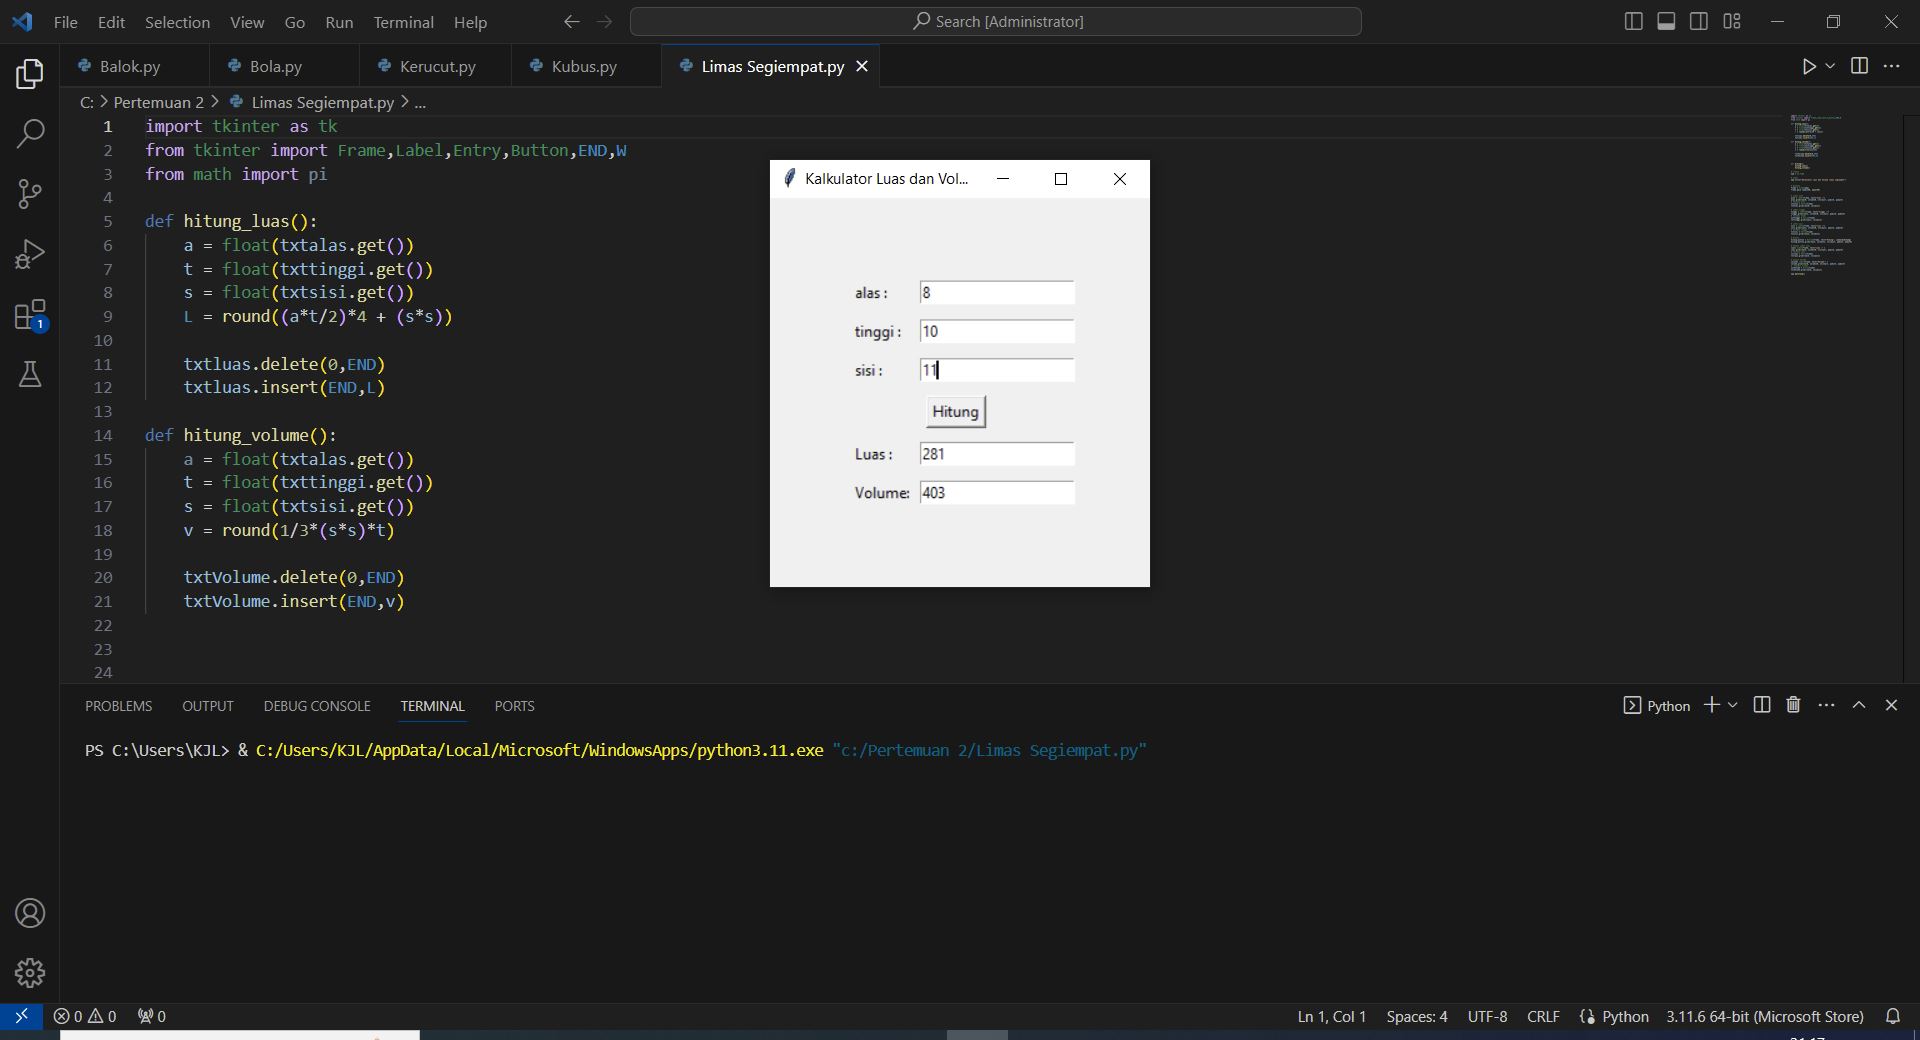 File Edit Selection View Go Run Terminal Help Search [Administrator]
Balok.py Bola.py Kerucut.py Kubus.py Limas Segiempat.py
C: > Pertemuan 2 > Limas Segiempat.py > ...
1 import tkinter as tk
2 from tkinter import Frame,Label,Entry,Button,END,W
3 from math import pi
4
5 def hitung_luas():
6 a = float(txtalas.get())
7 t = float(txttinggi.get())
8 s = float(txtsisi.get())
9 L = round((a*t/2)*4 + (s*s))
10
11 txtluas.delete(0,END)
12 txtluas.insert(END,L)
13
14 def hitung_volume():
15 a = float(txtalas.get())
16 t = float(txttinggi.get())
17 s = float(txtsisi.get())
18 v = round(1/3*(s*s)*t)
19
20 txtVolume.delete(0,END)
21 txtVolume.insert(END,v)
22
23
24
Kalkulator Luas dan Vol...
alas : 8
tinggi : 10
sisi : 11
Hitung
Luas : 281
Volume: 403
1
PROBLEMS OUTPUT DEBUG CONSOLE TERMINAL PORTS Python
PS C:\Users\KJL> & C:/Users/KJL/AppData/Local/Microsoft/WindowsApps/python3.11.exe "c:/Pertemuan 2/Limas Segiempat.py"
0 0 0 Ln 1, Col 1 Spaces: 4 UTF-8 CRLF Python 3.11.6 64-bit (Microsoft Store)